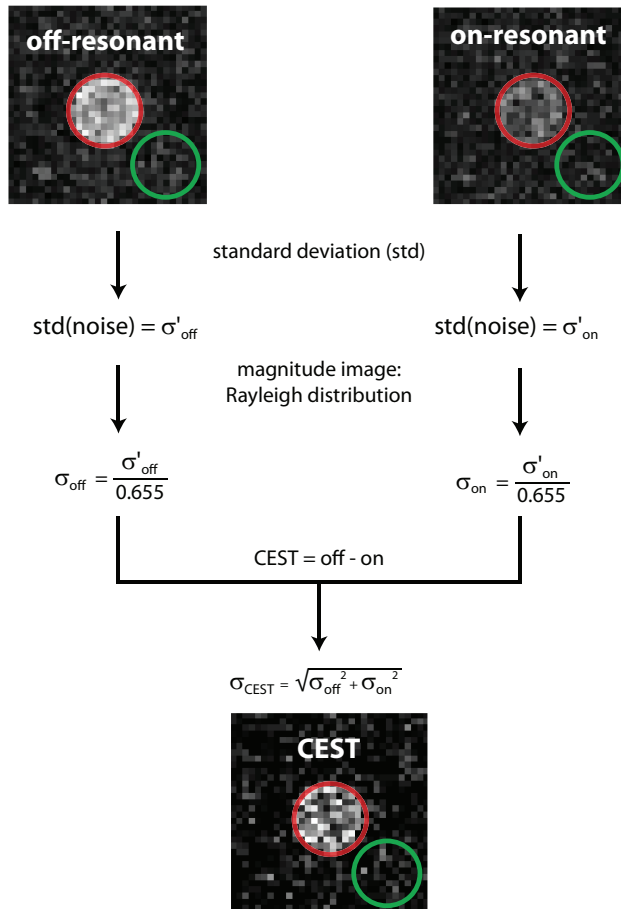 off-resonant
on-resonant
standard deviation (std)
std(noise) = σ'off
std(noise) = σ'on
magnitude image:
Rayleigh distribution
σoff = σ'off / 0.655
σon = σ'on / 0.655
CEST = off - on
σCEST = √σoff² + σon²
CEST